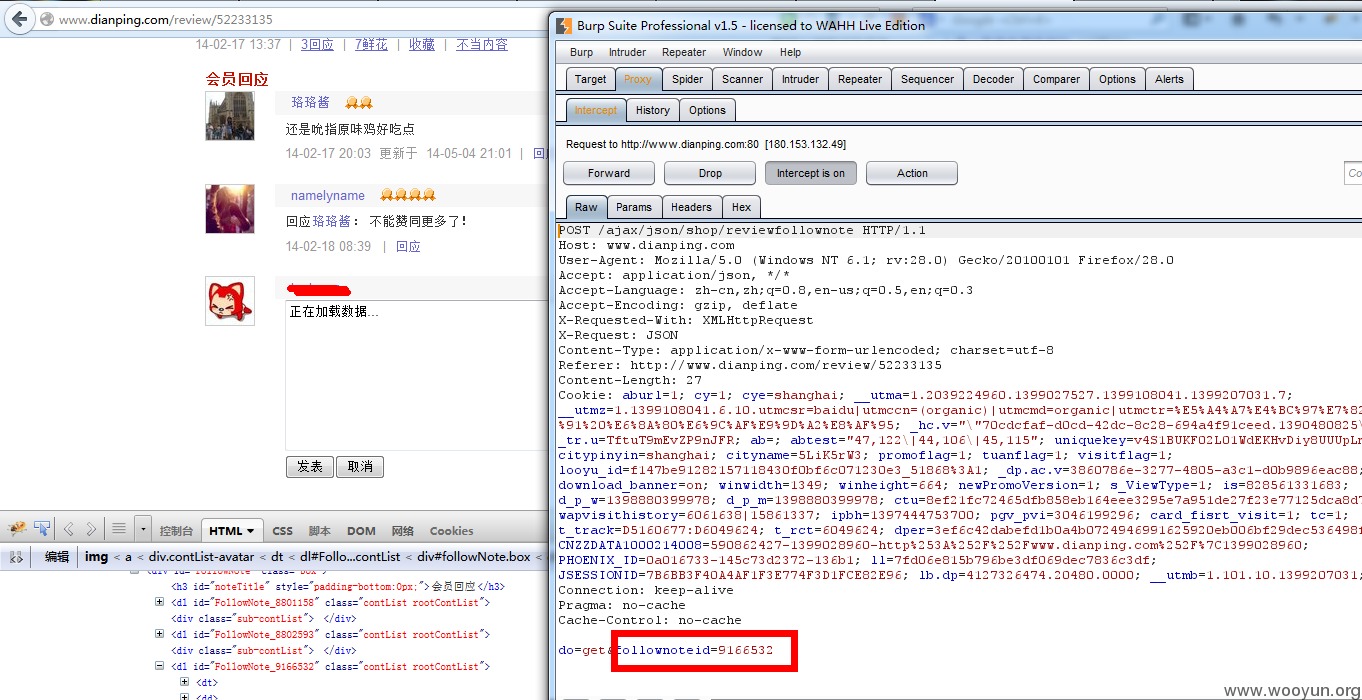 www.dianping.com/review/52233135
14-02-17 13:37 | 3回应 | 7鲜花 | 收藏 | 不当内容
会员回应
珞珞酱
还是吮指原味鸡好吃点
14-02-17 20:03 更新于 14-05-04 21:01 | 回应
namelyname
回应珞珞酱： 不能赞同更多了!
14-02-18 08:39 | 回应
正在加载数据...
发表 取消
控制台 HTML CSS 脚本 DOM 网络 Cookies
编辑 img < a < div.contList-avatar < dt < dl#Follo...contList < div#followNote.box <
<h3 id="noteTitle" style="padding-bottom:0px;">会员回应</h3>
<dl id="FollowNote_8801158" class="contList rootContList">
<div class="sub-contList"> </div>
<dl id="FollowNote_8802593" class="contList rootContList">
<div class="sub-contList"> </div>
<dl id="FollowNote_9166532" class="contList rootContList">
<dt>
<dd>
Burp Suite Professional v1.5 - licensed to WAHH Live Edition
Burp Intruder Repeater Window Help
Target Proxy Spider Scanner Intruder Repeater Sequencer Decoder Comparer Options Alerts
Intercept History Options
Request to http://www.dianping.com:80 [180.153.132.49]
Forward Drop Intercept is on Action Co
Raw Params Headers Hex
POST /ajax/json/shop/reviewfollownote HTTP/1.1
Host: www.dianping.com
User-Agent: Mozilla/5.0 (Windows NT 6.1; rv:28.0) Gecko/20100101 Firefox/28.0
Accept: application/json, */*
Accept-Language: zh-cn,zh;q=0.8,en-us;q=0.5,en;q=0.3
Accept-Encoding: gzip, deflate
X-Requested-With: XMLHttpRequest
X-Request: JSON
Content-Type: application/x-www-form-urlencoded; charset=utf-8
Referer: http://www.dianping.com/review/52233135
Content-Length: 27
Cookie: aburl=1; cy=1; cye=shanghai; __utma=1.2039224960.1399027527.1399108041.1399207031.7;
__utmz=1.1399108041.6.10.utmcsr=baidu|utmccn=(organic)|utmcmd=organic|utmctr=%E5%A4%A7%E4%BC%97%E7%82
%91%20%E6%8A%80%E6%9C%AF%E9%9D%A2%E8%AF%95; _hc.v="\"70cdcfaf-d0cd-42dc-8c28-694a4f91ceed.1390480825\
_tr.u=TftuT9mEvZP9nJFR; ab=; abtest="47,122\|44,106\|45,115"; uniquekey=v4S1BUKFO2LO1WdEKHvDiy8UUUpLr
citypinyin=shanghai; cityname=5LiK5rW3; promoflag=1; tuanflag=1; visitflag=1;
looyu_id=f147be91282157118430f0bf6c071230e3_51868%3A1; _dp.ac.v=3860786e-3277-4805-a3c1-d0b9896eac88;
download_banner=on; winwidth=1349; winheight=664; newPromoVersion=1; s_ViewType=1; is=828561331683;
d_p_w=1398880399978; d_p_m=1398880399978; ctu=8ef21fc72465dfb858eb164eee3295e7a951de27f23e77125dca8d7
wapvisithistory=6061638|15861337; ipbh=1397444753700; pgv_pvi=3046199296; card_fisrt_visit=1; tc=1;
t_track=D5160677:D6049624; t_rct=6049624; dper=3ef6c42dabefd1b0a4b0724946991625920eb006bf29dec5364981
CNZZDATA1000214008=590862427-1399028960-http%253A%252F%252Fwww.dianping.com%252F%7C1399028960;
PHOENIX_ID=0a016733-145c73d2372-136b1; ll=7fd06e815b796be3df069dec7836c3df;
JSESSIONID=7B6BB3F40A4AF1F3E774F3D1FCE82E96; lb.dp=4127326474.20480.0000; __utmb=1.101.10.1399207031;
Connection: keep-alive
Pragma: no-cache
Cache-Control: no-cache
do=get&follownoteid=9166532
www.wooyun.org